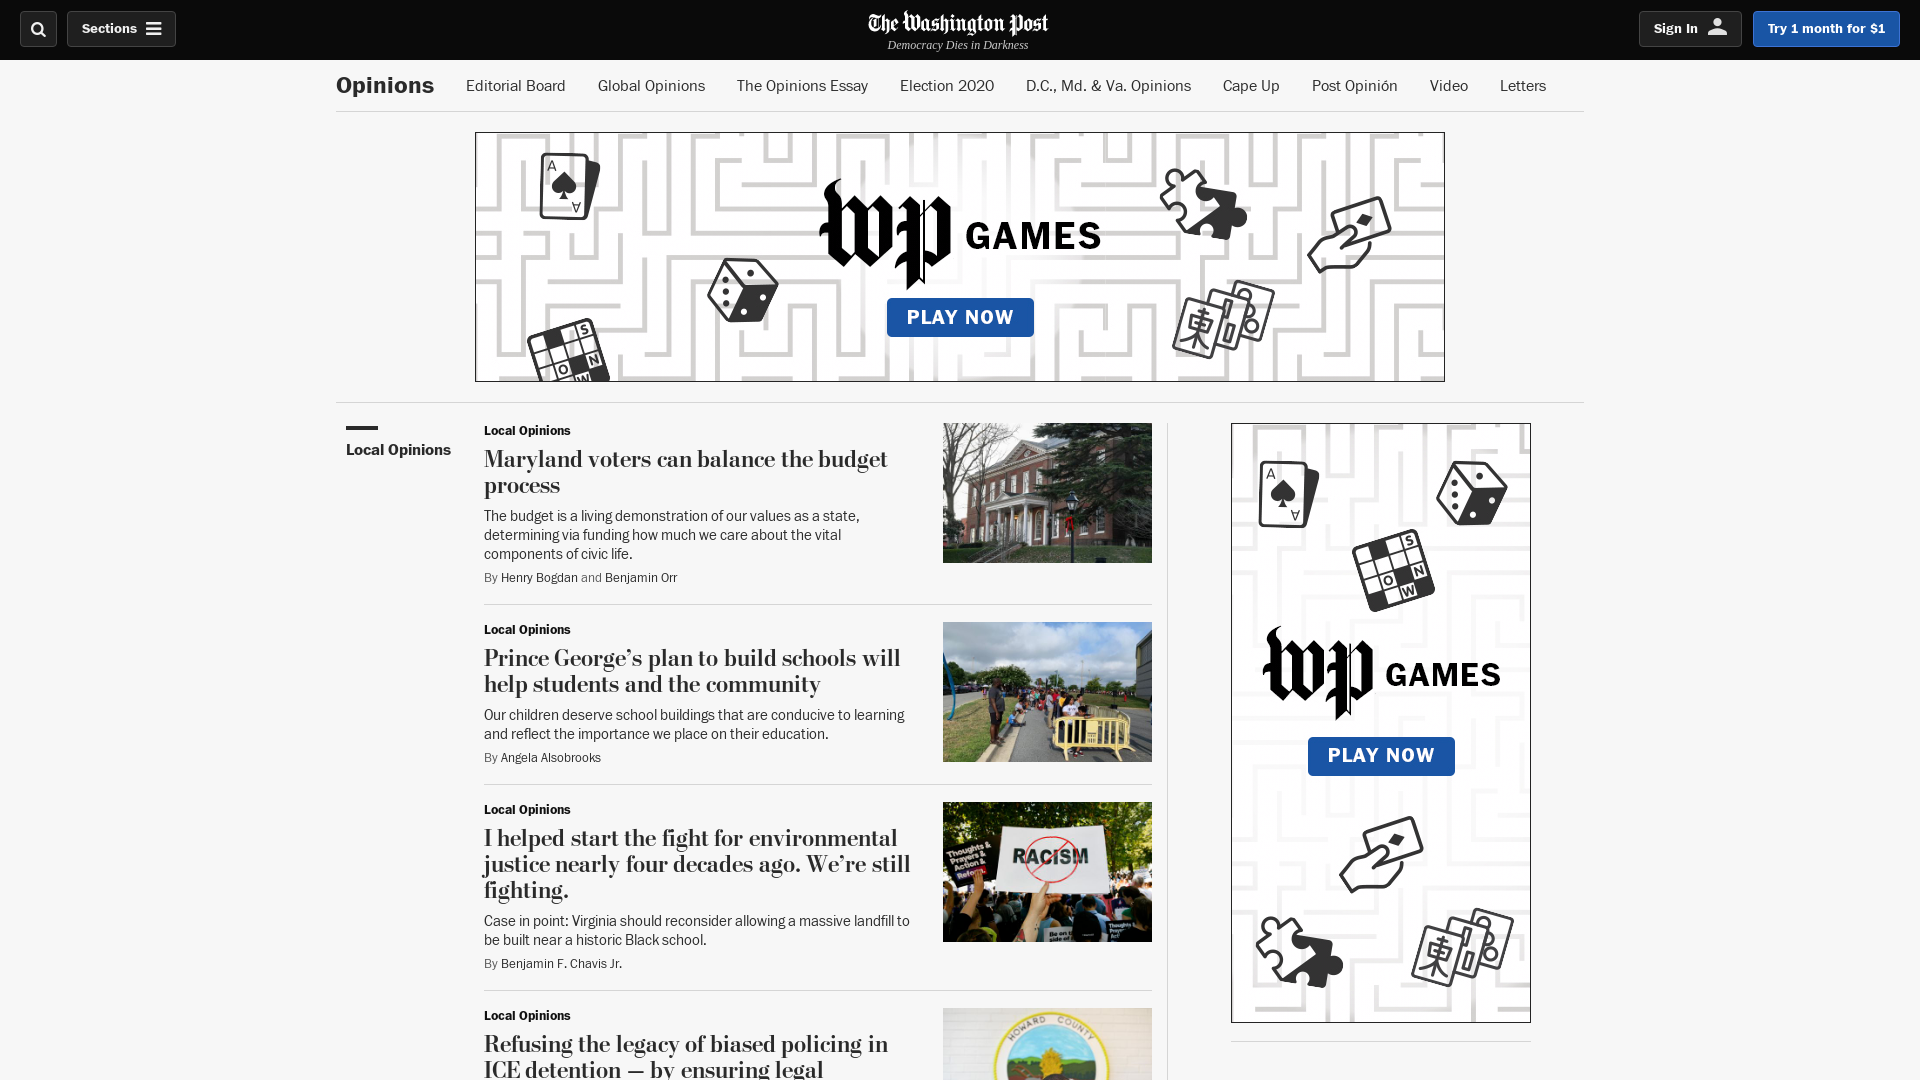 Sections
The Washington Post
Democracy Dies in Darkness
Sign In
Try 1 month for $1
Opinions
Editorial Board
Global Opinions
The Opinions Essay
Election 2020
D.C., Md. & Va. Opinions
Cape Up
Post Opinión
Video
Letters
A
A
S
O
N
W
wp GAMES
PLAY NOW
東
Local Opinions
Local Opinions
Maryland voters can balance the budget
process
The budget is a living demonstration of our values as a state,
determining via funding how much we care about the vital
components of civic life.
By Henry Bogdan and Benjamin Orr
Local Opinions
Prince George’s plan to build schools will
help students and the community
Our children deserve school buildings that are conducive to learning
and reflect the importance we place on their education.
By Angela Alsobrooks
Local Opinions
I helped start the fight for environmental
justice nearly four decades ago. We’re still
fighting.
Case in point: Virginia should reconsider allowing a massive landfill to
be built near a historic Black school.
By Benjamin F. Chavis Jr.
Thoughts &
Prayers &
Action &
Reform.
RACISM
Local Opinions
Refusing the legacy of biased policing in
ICE detention — by ensuring legal
HOWARD COUNTY
A
A
S
O
N
W
wp GAMES
PLAY NOW
東